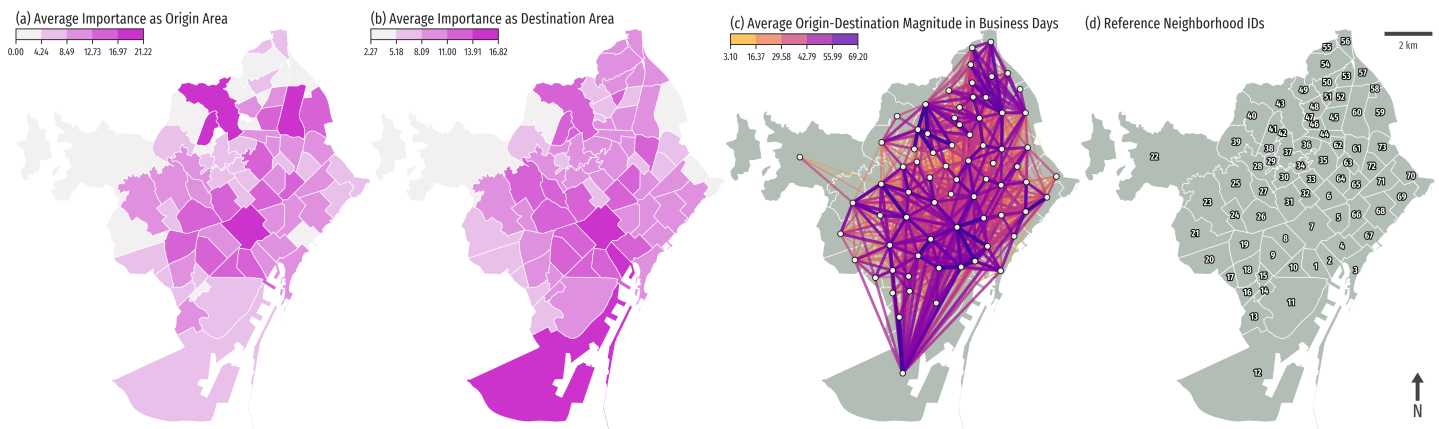 (a) Average Importance as Origin Area
0.00 4.24 8.49 12.73 16.97 21.22
(b) Average Importance as Destination Area
2.27 5.18 8.09 11.00 13.91 16.82
(c) Average Origin-Destination Magnitude in Business Days
3.10 16.37 29.58 42.79 55.99 69.20
(d) Reference Neighborhood IDs
2 km
56
55
54
57
53
50
58
49
51 52
43
48
40
47 45 60 59
46
41 42
44
39
38 37 36 62 61 73
22
29 35
28 34 63 72
30 33 64 70
25 65 71
27 32 6 69
23 31
24 26 5 66 68
7
21 8 67
19 4
20 9 2
18 10 1 3
17 15
16 14
11
13
12
N